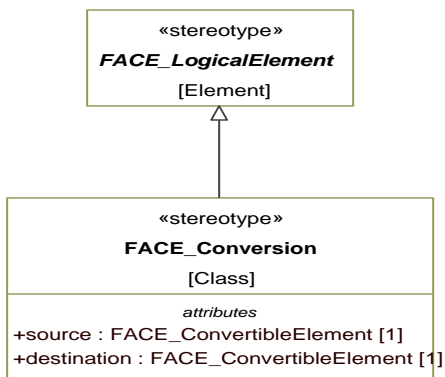 «stereotype»
FACE_LogicalElement
[Element]
«stereotype»
FACE_Conversion
[Class]
attributes
+source : FACE_ConvertibleElement [1]
+destination : FACE_ConvertibleElement [1]